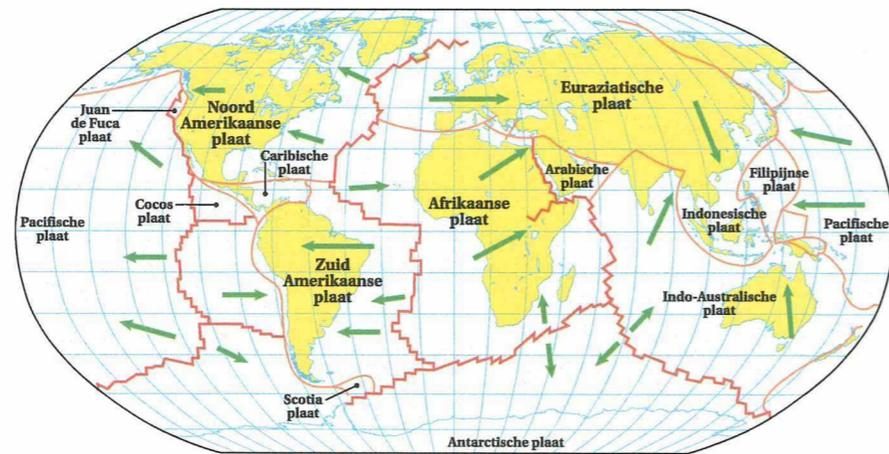 Juan
de Fuca
plaat
Noord
Amerikaanse
plaat
Caribische
plaat
Cocos
plaat
Pacifische
plaat
Zuid
Amerikaanse
plaat
Scotia
plaat
Euraziatische
plaat
Afrikaanse
plaat
Arabische
plaat
Filipijnse
plaat
Indonesische
plaat
Pacifische
plaat
Indo-Australische
plaat
Antarctische plaat